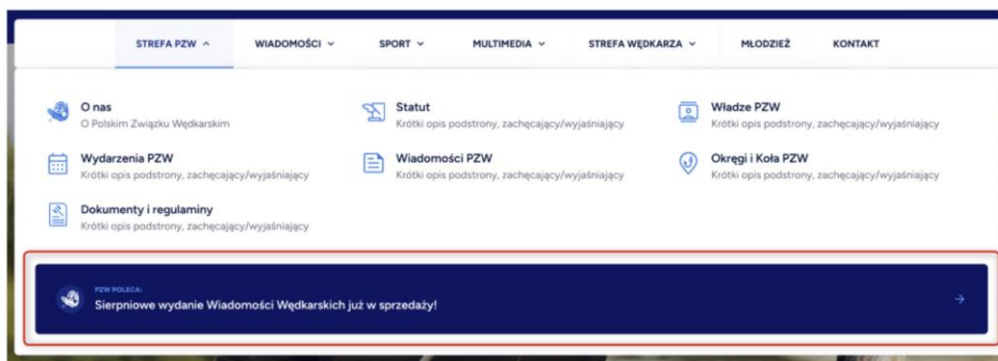 STREFA PZW WIADOMOŚCI SPORT MULTIMEDIA STREFA WĘDKARZA MŁODZIEŻ KONTAKT
O nas Statut Władze PZW
O Polskim Związku Wędkarskim Krótki opis podstrony, zachęcający/wyjaśniający Krótki opis podstrony, zachęcający/wyjaśniający
Wydarzenia PZW Wiadomości PZW Okręgi i Koła PZW
Krótki opis podstrony, zachęcający/wyjaśniający Krótki opis podstrony, zachęcający/wyjaśniający Krótki opis podstrony, zachęcający/wyjaśniający
Dokumenty i regulaminy
Krótki opis podstrony, zachęcający/wyjaśniający
PZW POLECA:
Sierpniowe wydanie Wiadomości Wędkarskich już w sprzedaży!